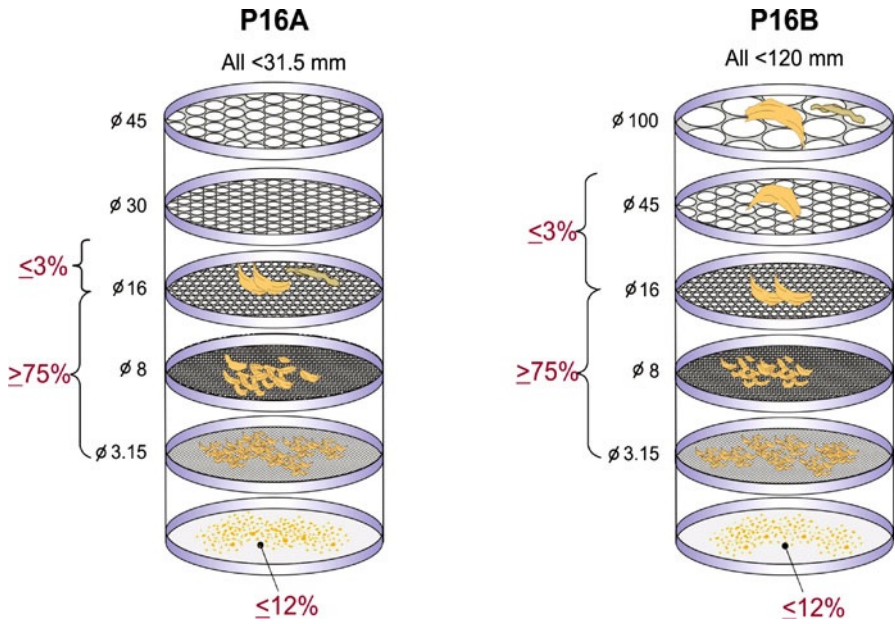 P16A
All <31.5 mm
ø 45
ø 30
≤3%
ø 16
≥75%
ø 8
ø 3.15
≤12%
P16B
All <120 mm
ø 100
ø 45
≤3%
ø 16
≥75%
ø 8
ø 3.15
≤12%